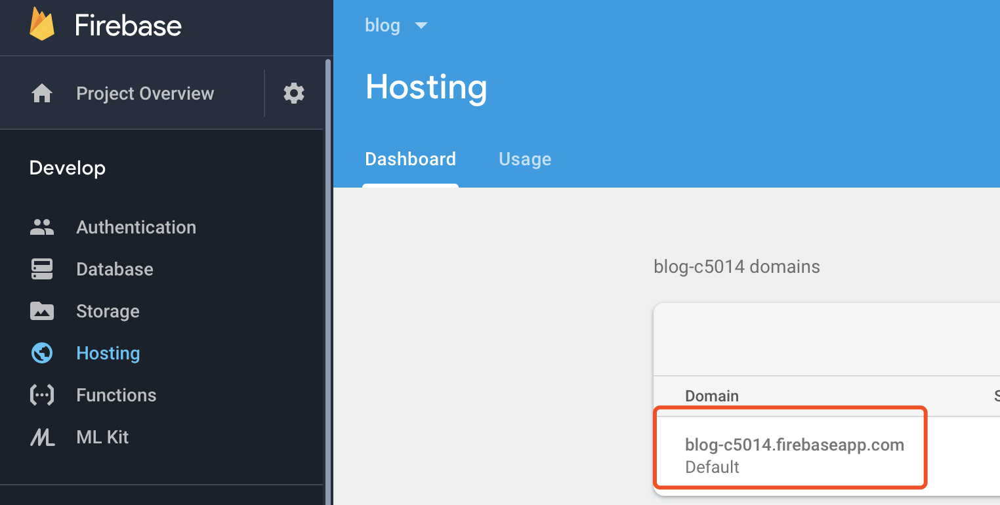 Firebase
Project Overview
Develop
Authentication
Database
Storage
Hosting
Functions
ML Kit
blog
Hosting
Dashboard
Usage
blog-c5014 domains
Domain
blog-c5014.firebaseapp.com
Default